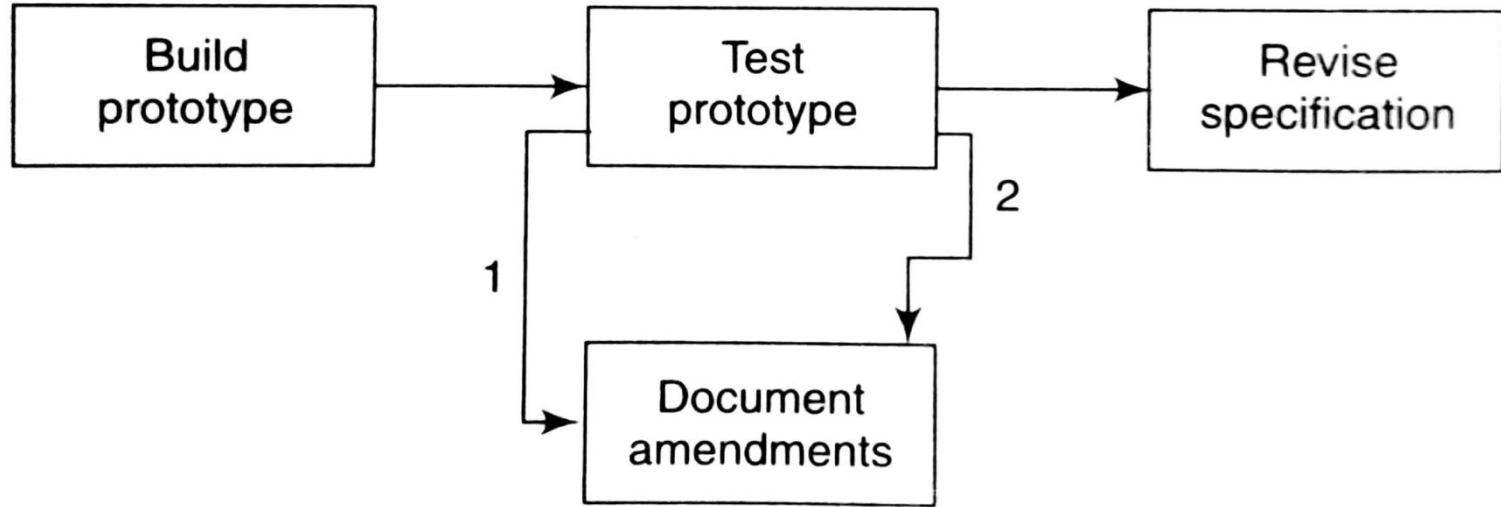 Build
prototype
Test
prototype
Revise
specification
2
1
Document
amendments